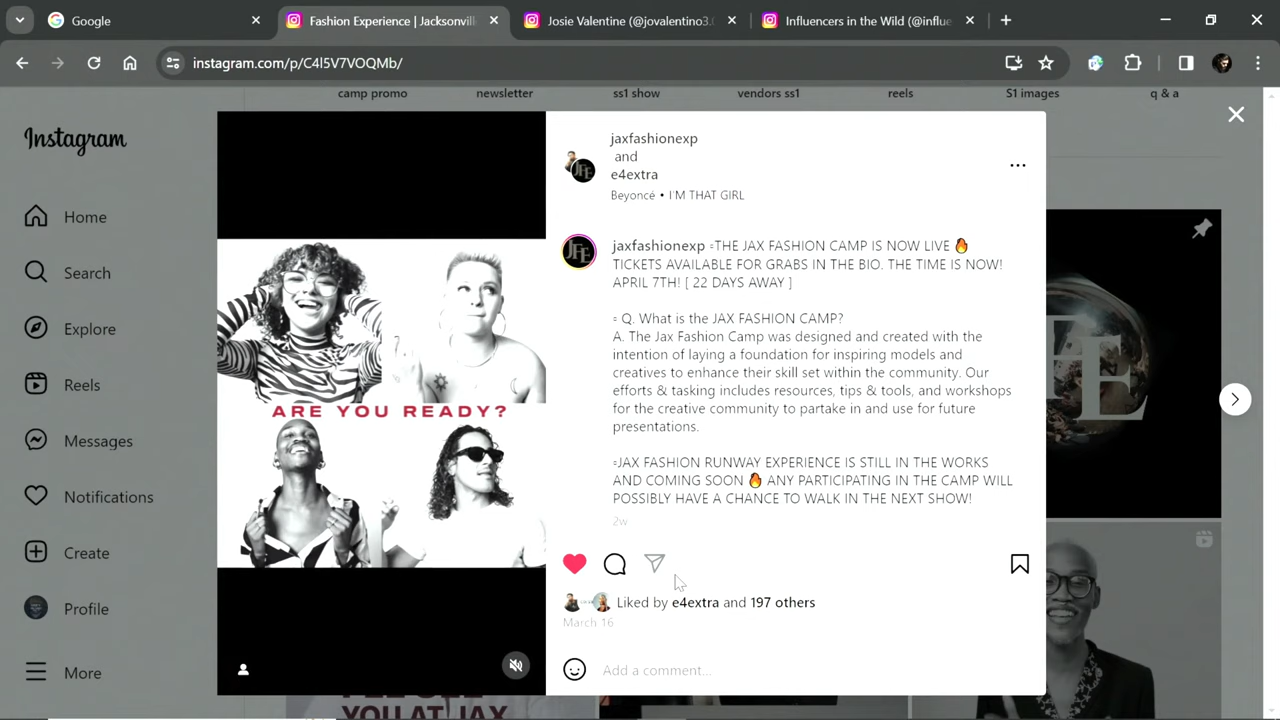 Google
Fashion Experience | Jacksonvill
Josie Valentine (@jovalentino3.
Influencers in the Wild (@influe
instagram.com/p/C4l5V7VOQMb/
camp promo
newsletter
ss1 show
vendors ss1
reels
S1 images
q & a
Instagram
Home
Search
Explore
Reels
Messages
Notifications
Create
Profile
More
ARE YOU READY?
jaxfashionexp
and
e4extra
Beyoncé • I'M THAT GIRL
JFE
jaxfashionexp ▫️THE JAX FASHION CAMP IS NOW LIVE 🔥
TICKETS AVAILABLE FOR GRABS IN THE BIO. THE TIME IS NOW!
APRIL 7TH! [ 22 DAYS AWAY ]
▫️ Q. What is the JAX FASHION CAMP?
A. The Jax Fashion Camp was designed and created with the
intention of laying a foundation for inspiring models and
creatives to enhance their skill set within the community. Our
efforts & tasking includes resources, tips & tools, and workshops
for the creative community to partake in and use for future
presentations.
▫️JAX FASHION RUNWAY EXPERIENCE IS STILL IN THE WORKS
AND COMING SOON 🔥 ANY PARTICIPATING IN THE CAMP WILL
POSSIBLY HAVE A CHANCE TO WALK IN THE NEXT SHOW!
2w
Liked by e4extra and 197 others
March 16
Add a comment...
FE
YOU AT JAX